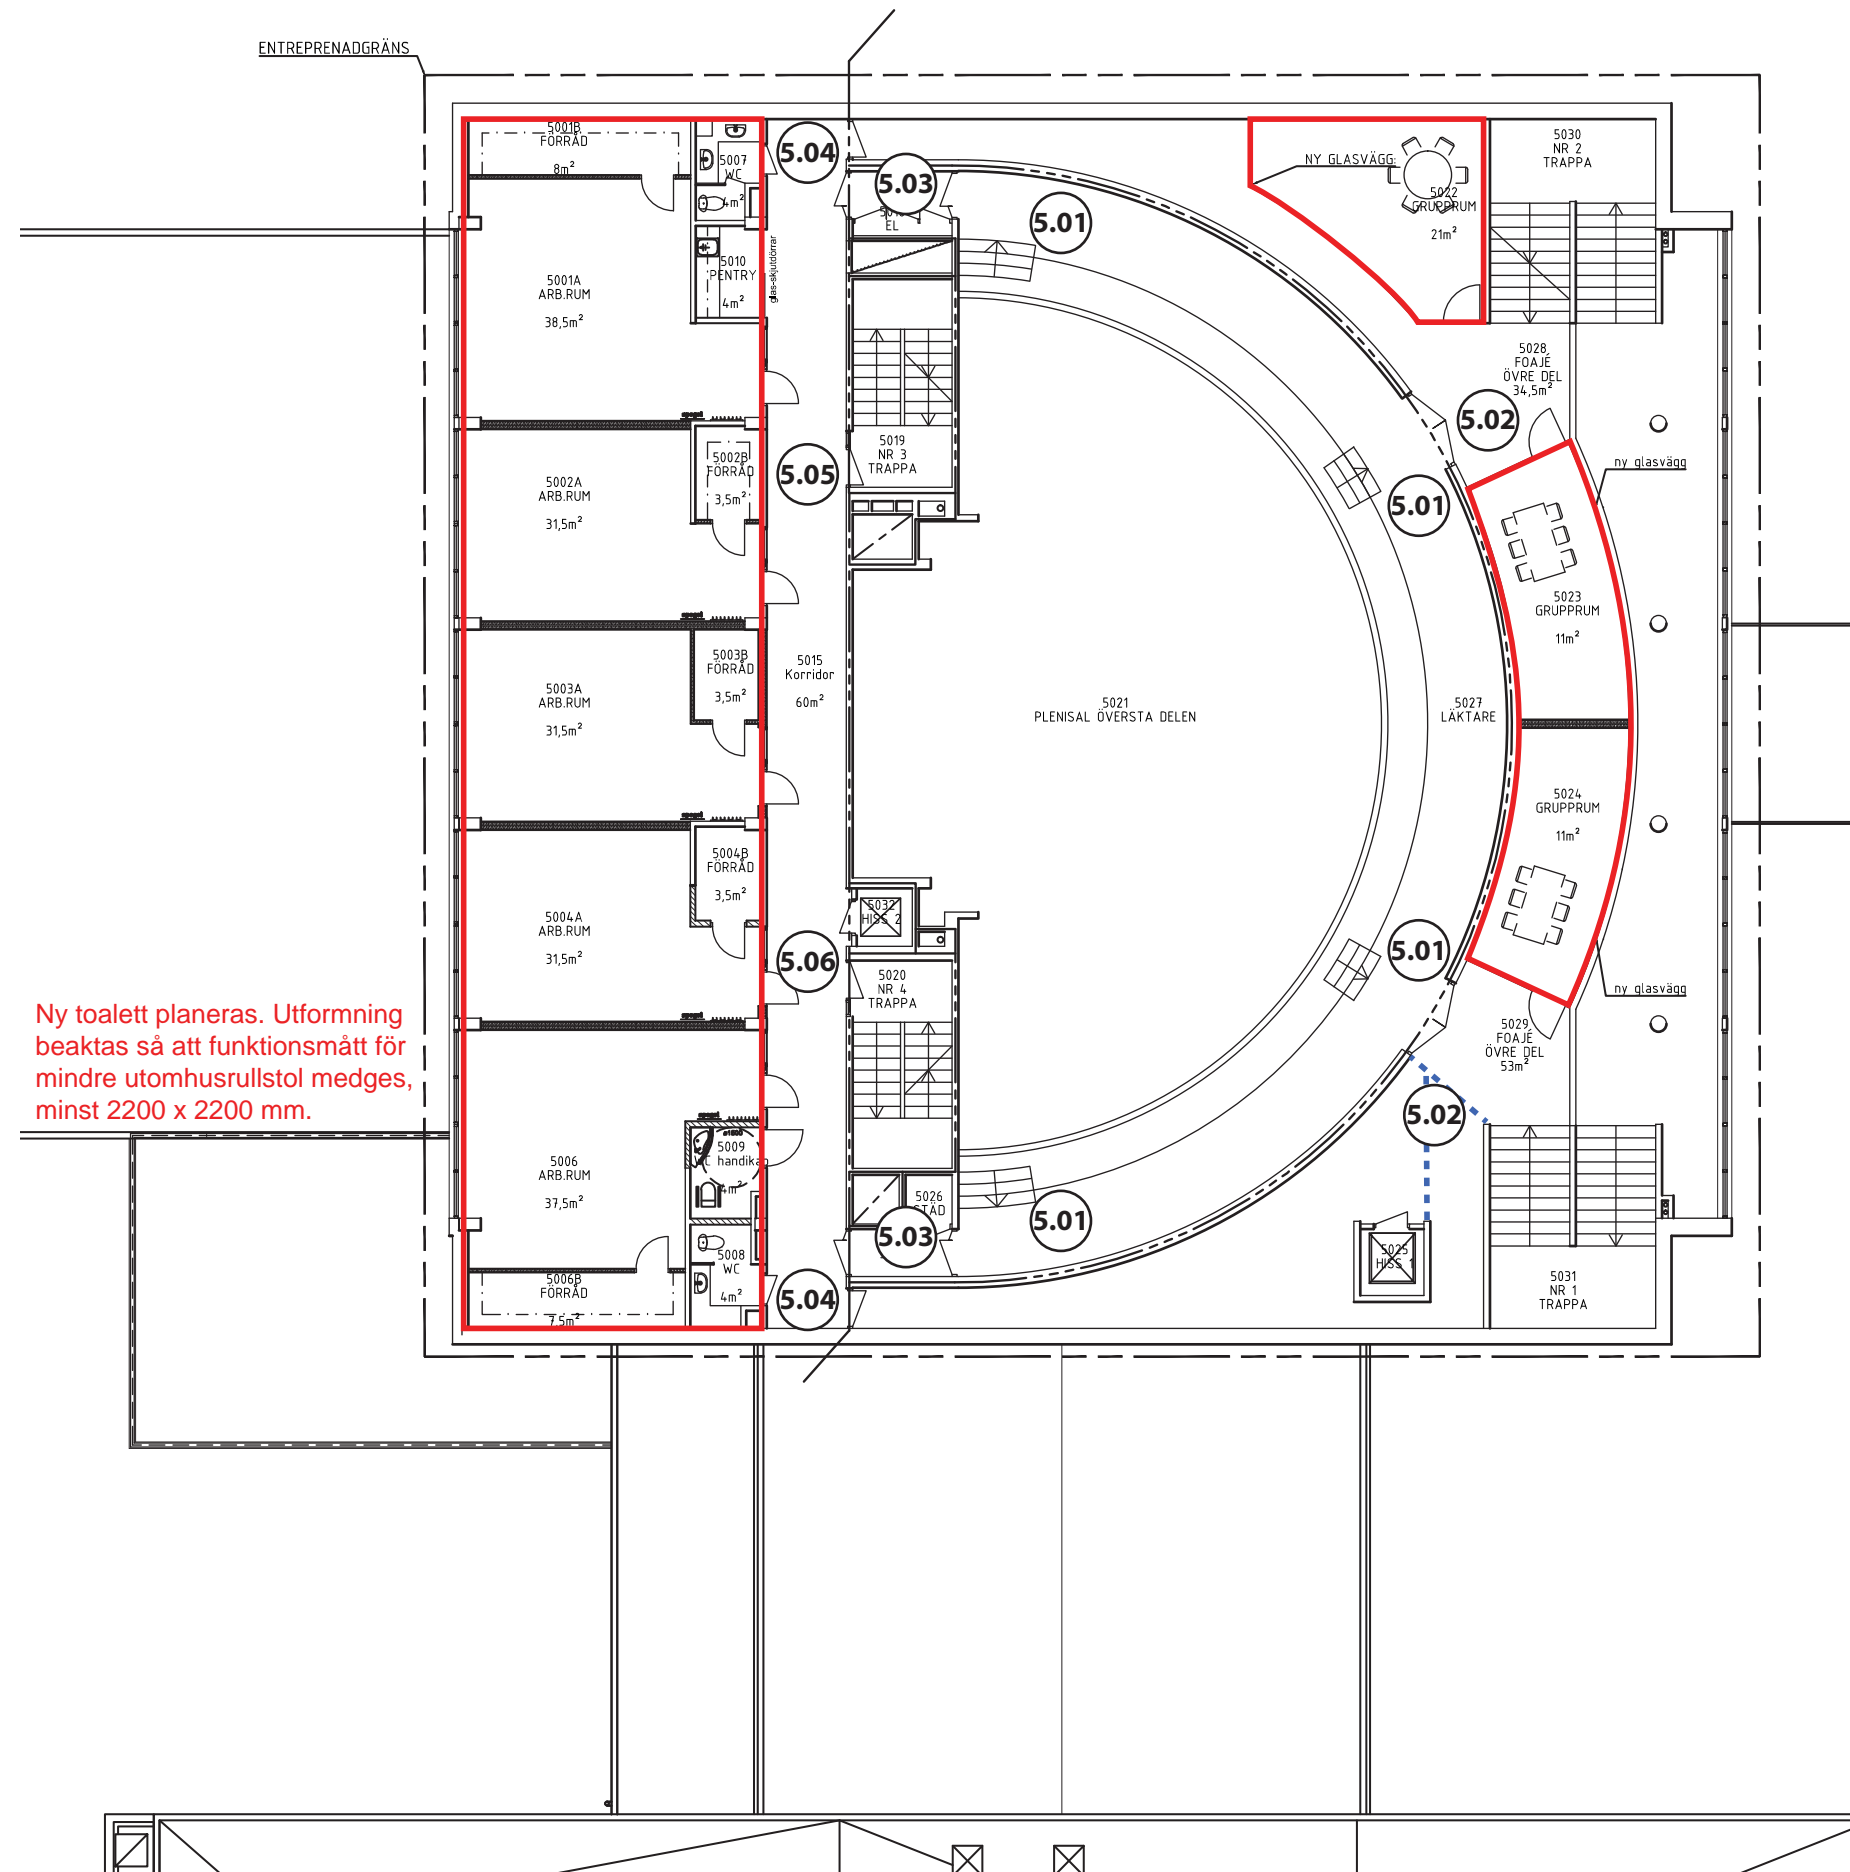 ENTREPRENADGRÄNS
5001B
FÖRRÅD
8m²
5007
WC
4m²
5.04
5.03
EL
5.01
NY GLASVÄGG
5022
GRUPPRUM
21m²
5030
NR 2
TRAPPA
5001A
ARB.RUM
38,5m²
5010
PENTRY
4m²
glas-skjutdörrar
5028
FOAJÉ
ÖVRE DEL
34,5m²
5.02
5019
NR 3
TRAPPA
5002A
ARB.RUM
31,5m²
5002B
FÖRRÅD
3,5m²
5.05
5.01
ny glasvägg
5023
GRUPPRUM
11m²
5003A
ARB.RUM
31,5m²
5003B
FÖRRÅD
3,5m²
5015
Korridor
60m²
5021
PLENISAL ÖVERSTA DELEN
5027
LÄKTARE
5024
GRUPPRUM
11m²
5004A
ARB.RUM
31,5m²
5004B
FÖRRÅD
3,5m²
5032
HISS 2
5.06
5020
NR 4
TRAPPA
5.01
ny glasvägg
Ny toalett planeras. Utformning
beaktas så att funktionsmått för
mindre utomhusrullstol medges,
minst 2200 x 2200 mm.
5029
FOAJÉ
ÖVRE DEL
53m²
5.02
5006
ARB.RUM
37,5m²
5009
WC handikap
4m²
5026
STÄD
5.03
5.01
5008
WC
4m²
5025
HISS 1
5006B
FÖRRÅD
7,5m²
5.04
5031
NR 1
TRAPPA